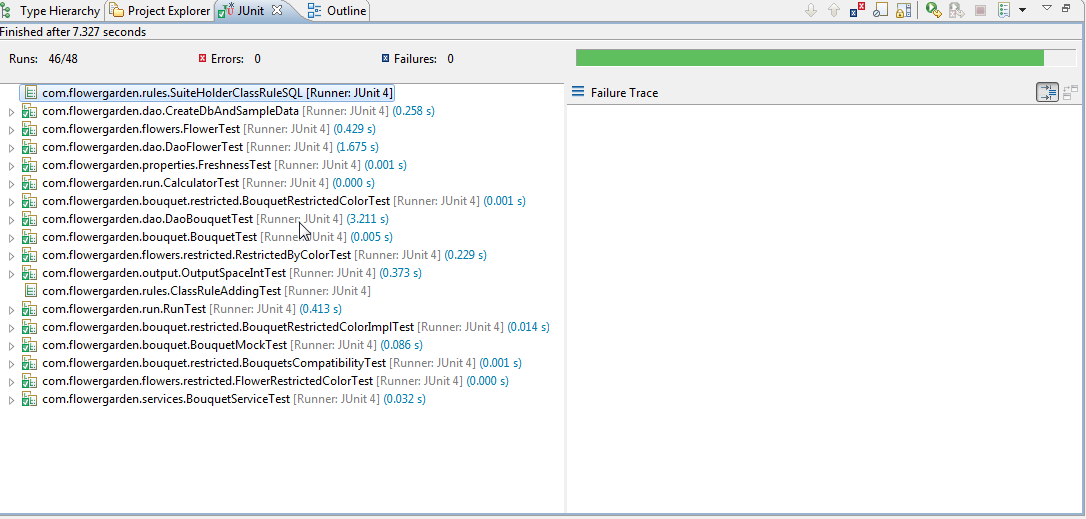 Type Hierarchy Project Explorer JUnit Outline
Finished after 7.327 seconds
Runs: 46/48 Errors: 0 Failures: 0
com.flowergarden.rules.SuiteHolderClassRuleSQL [Runner: JUnit 4]
com.flowergarden.dao.CreateDbAndSampleData [Runner: JUnit 4] (0.258 s)
com.flowergarden.flowers.FlowerTest [Runner: JUnit 4] (0.429 s)
com.flowergarden.dao.DaoFlowerTest [Runner: JUnit 4] (1.675 s)
com.flowergarden.properties.FreshnessTest [Runner: JUnit 4] (0.001 s)
com.flowergarden.run.CalculatorTest [Runner: JUnit 4] (0.000 s)
com.flowergarden.bouquet.restricted.BouquetRestrictedColorTest [Runner: JUnit 4] (0.001 s)
com.flowergarden.dao.DaoBouquetTest [Runner: JUnit 4] (3.211 s)
com.flowergarden.bouquet.BouquetTest [Runner: JUnit 4] (0.005 s)
com.flowergarden.flowers.restricted.RestrictedByColorTest [Runner: JUnit 4] (0.229 s)
com.flowergarden.output.OutputSpaceIntTest [Runner: JUnit 4] (0.373 s)
com.flowergarden.rules.ClassRuleAddingTest [Runner: JUnit 4]
com.flowergarden.run.RunTest [Runner: JUnit 4] (0.413 s)
com.flowergarden.bouquet.restricted.BouquetRestrictedColorImplTest [Runner: JUnit 4] (0.014 s)
com.flowergarden.bouquet.BouquetMockTest [Runner: JUnit 4] (0.086 s)
com.flowergarden.bouquet.restricted.BouquetsCompatibilityTest [Runner: JUnit 4] (0.001 s)
com.flowergarden.flowers.restricted.FlowerRestrictedColorTest [Runner: JUnit 4] (0.000 s)
com.flowergarden.services.BouquetServiceTest [Runner: JUnit 4] (0.032 s)
Failure Trace